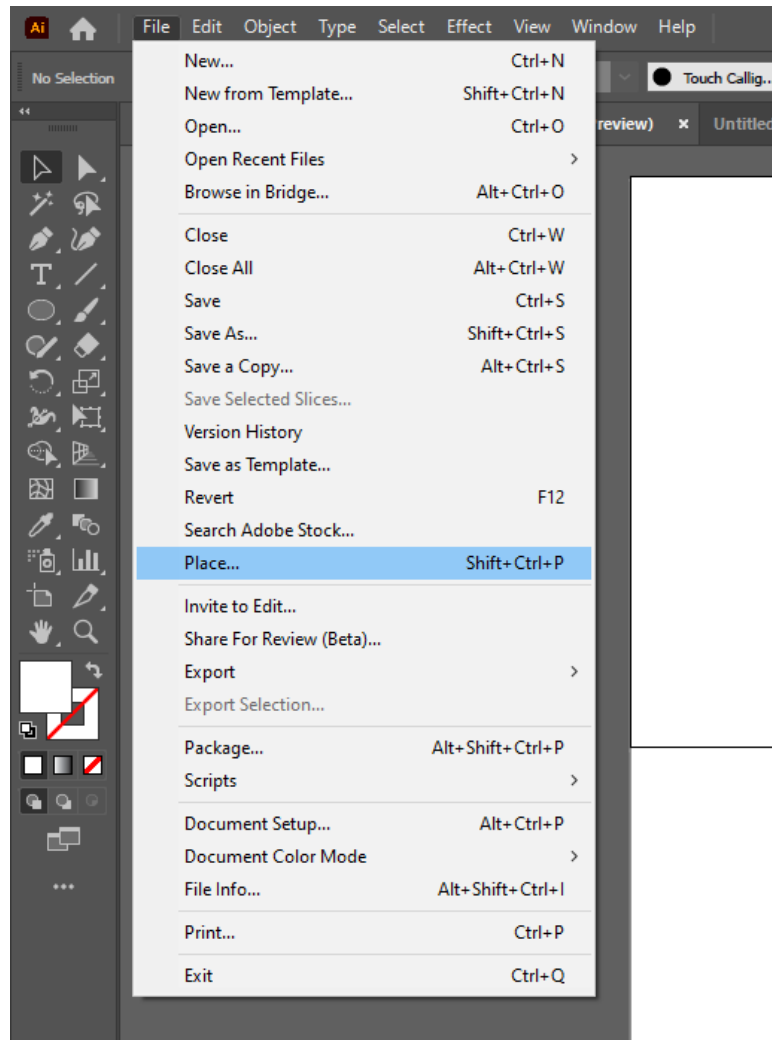 Ai File Edit Object Type Select Effect View Window Help
No Selection
Touch Callig...
review) × Untitled
New... Ctrl+N
New from Template... Shift+Ctrl+N
Open... Ctrl+O
Open Recent Files >
Browse in Bridge... Alt+Ctrl+O
Close Ctrl+W
Close All Alt+Ctrl+W
Save Ctrl+S
Save As... Shift+Ctrl+S
Save a Copy... Alt+Ctrl+S
Save Selected Slices...
Version History
Save as Template...
Revert F12
Search Adobe Stock...
Place... Shift+Ctrl+P
Invite to Edit...
Share For Review (Beta)...
Export >
Export Selection...
Package... Alt+Shift+Ctrl+P
Scripts >
Document Setup... Alt+Ctrl+P
Document Color Mode >
File Info... Alt+Shift+Ctrl+I
Print... Ctrl+P
Exit Ctrl+Q